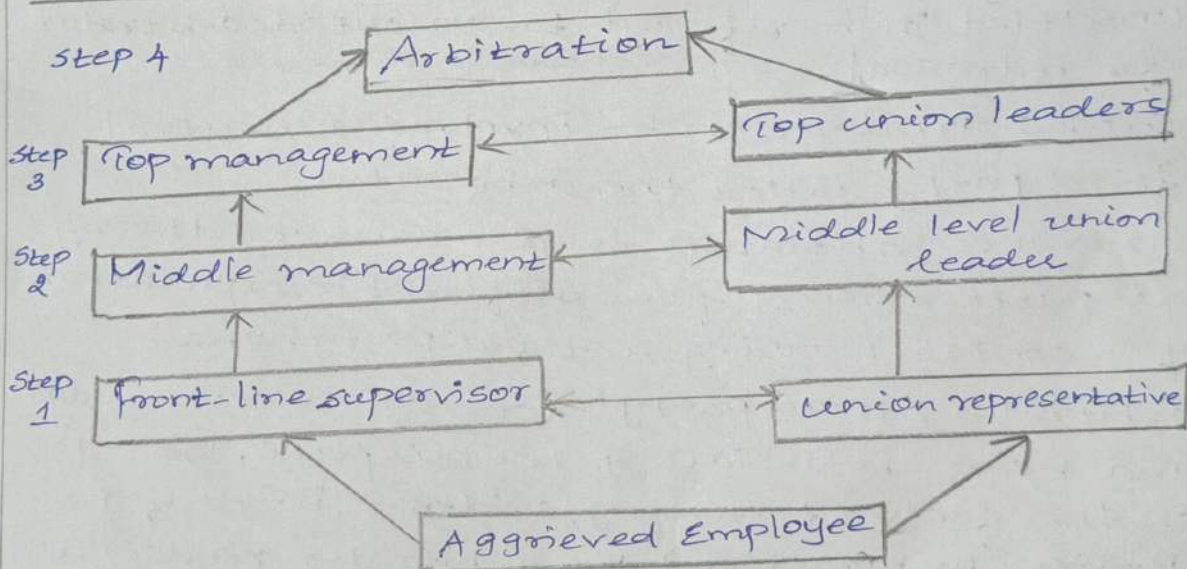 Step 4
Arbitration
Top union leaders
Step
3
Top management
Middle level union
leader
Step
2
Middle management
Step
1
front-line supervisor
Union representative
Aggrieved Employee